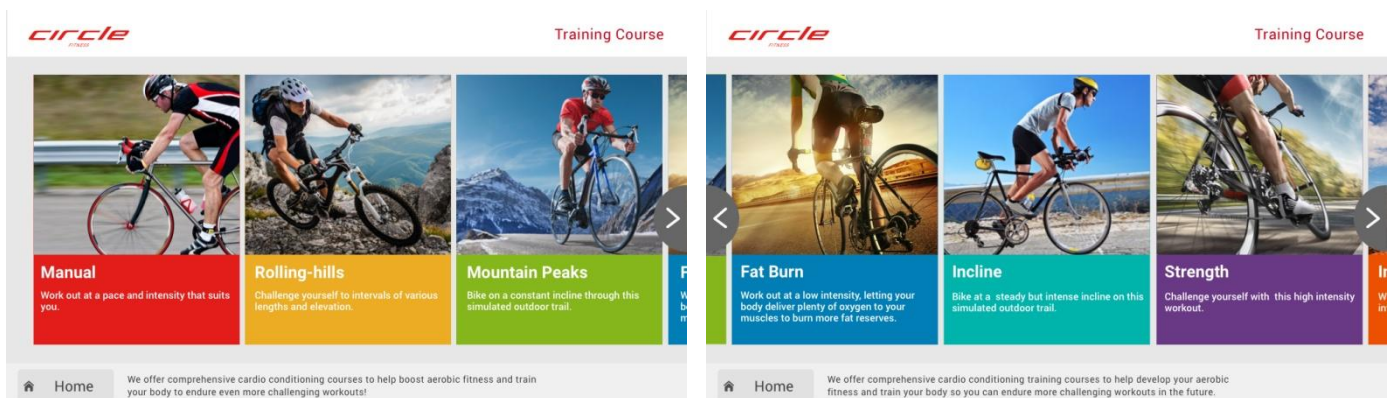 circle
FITNESS
Training Course
Manual
Work out at a pace and intensity that suits
you.
Rolling-hills
Challenge yourself to intervals of various
lengths and elevation.
Mountain Peaks
Bike on a constant incline through this
simulated outdoor trail.
F
W
b
m
Home
We offer comprehensive cardio conditioning courses to help boost aerobic fitness and train
your body to endure even more challenging workouts!
circle
FITNESS
Training Course
Fat Burn
Work out at a low intensity, letting your
body deliver plenty of oxygen to your
muscles to burn more fat reserves.
Incline
Bike at a steady but intense incline on this
simulated outdoor trail.
Strength
Challenge yourself with this high intensity
workout.
In
W
in
Home
We offer comprehensive cardio conditioning training courses to help develop your aerobic
fitness and train your body so you can endure more challenging workouts in the future.